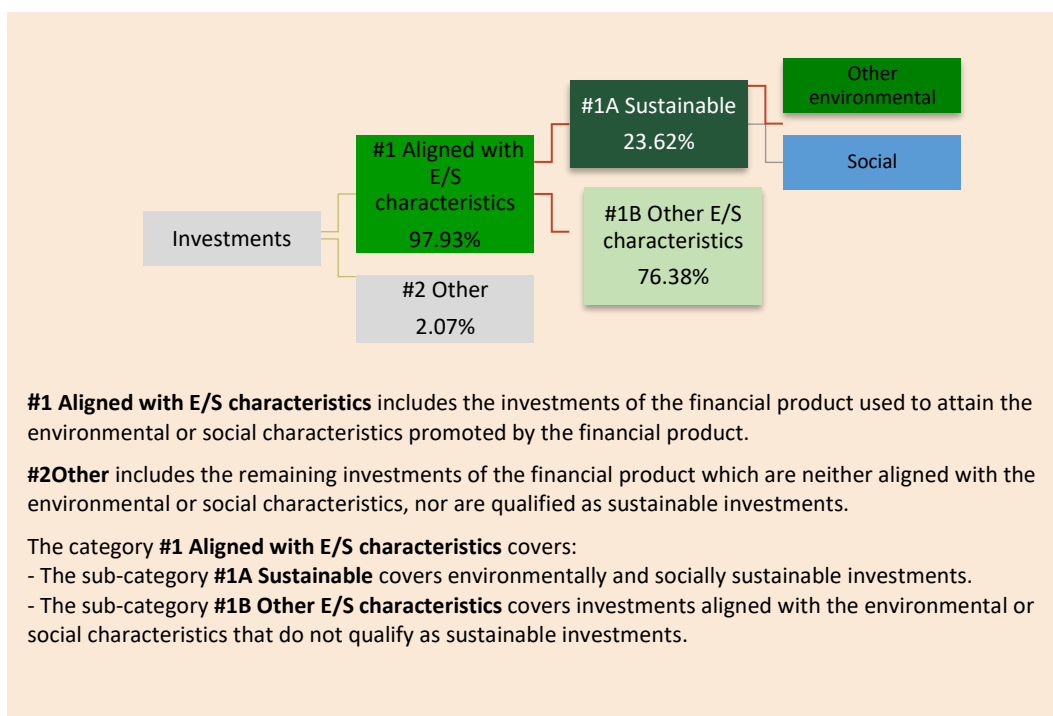 Other
environmental
#1A Sustainable
23.62%
Social
#1 Aligned with
E/S
characteristics
97.93%
#1B Other E/S
characteristics
76.38%
Investments
#2 Other
2.07%
#1 Aligned with E/S characteristics includes the investments of the financial product used to attain the
environmental or social characteristics promoted by the financial product.
#2Other includes the remaining investments of the financial product which are neither aligned with the
environmental or social characteristics, nor are qualified as sustainable investments.
The category #1 Aligned with E/S characteristics covers:
- The sub-category #1A Sustainable covers environmentally and socially sustainable investments.
- The sub-category #1B Other E/S characteristics covers investments aligned with the environmental or
social characteristics that do not qualify as sustainable investments.